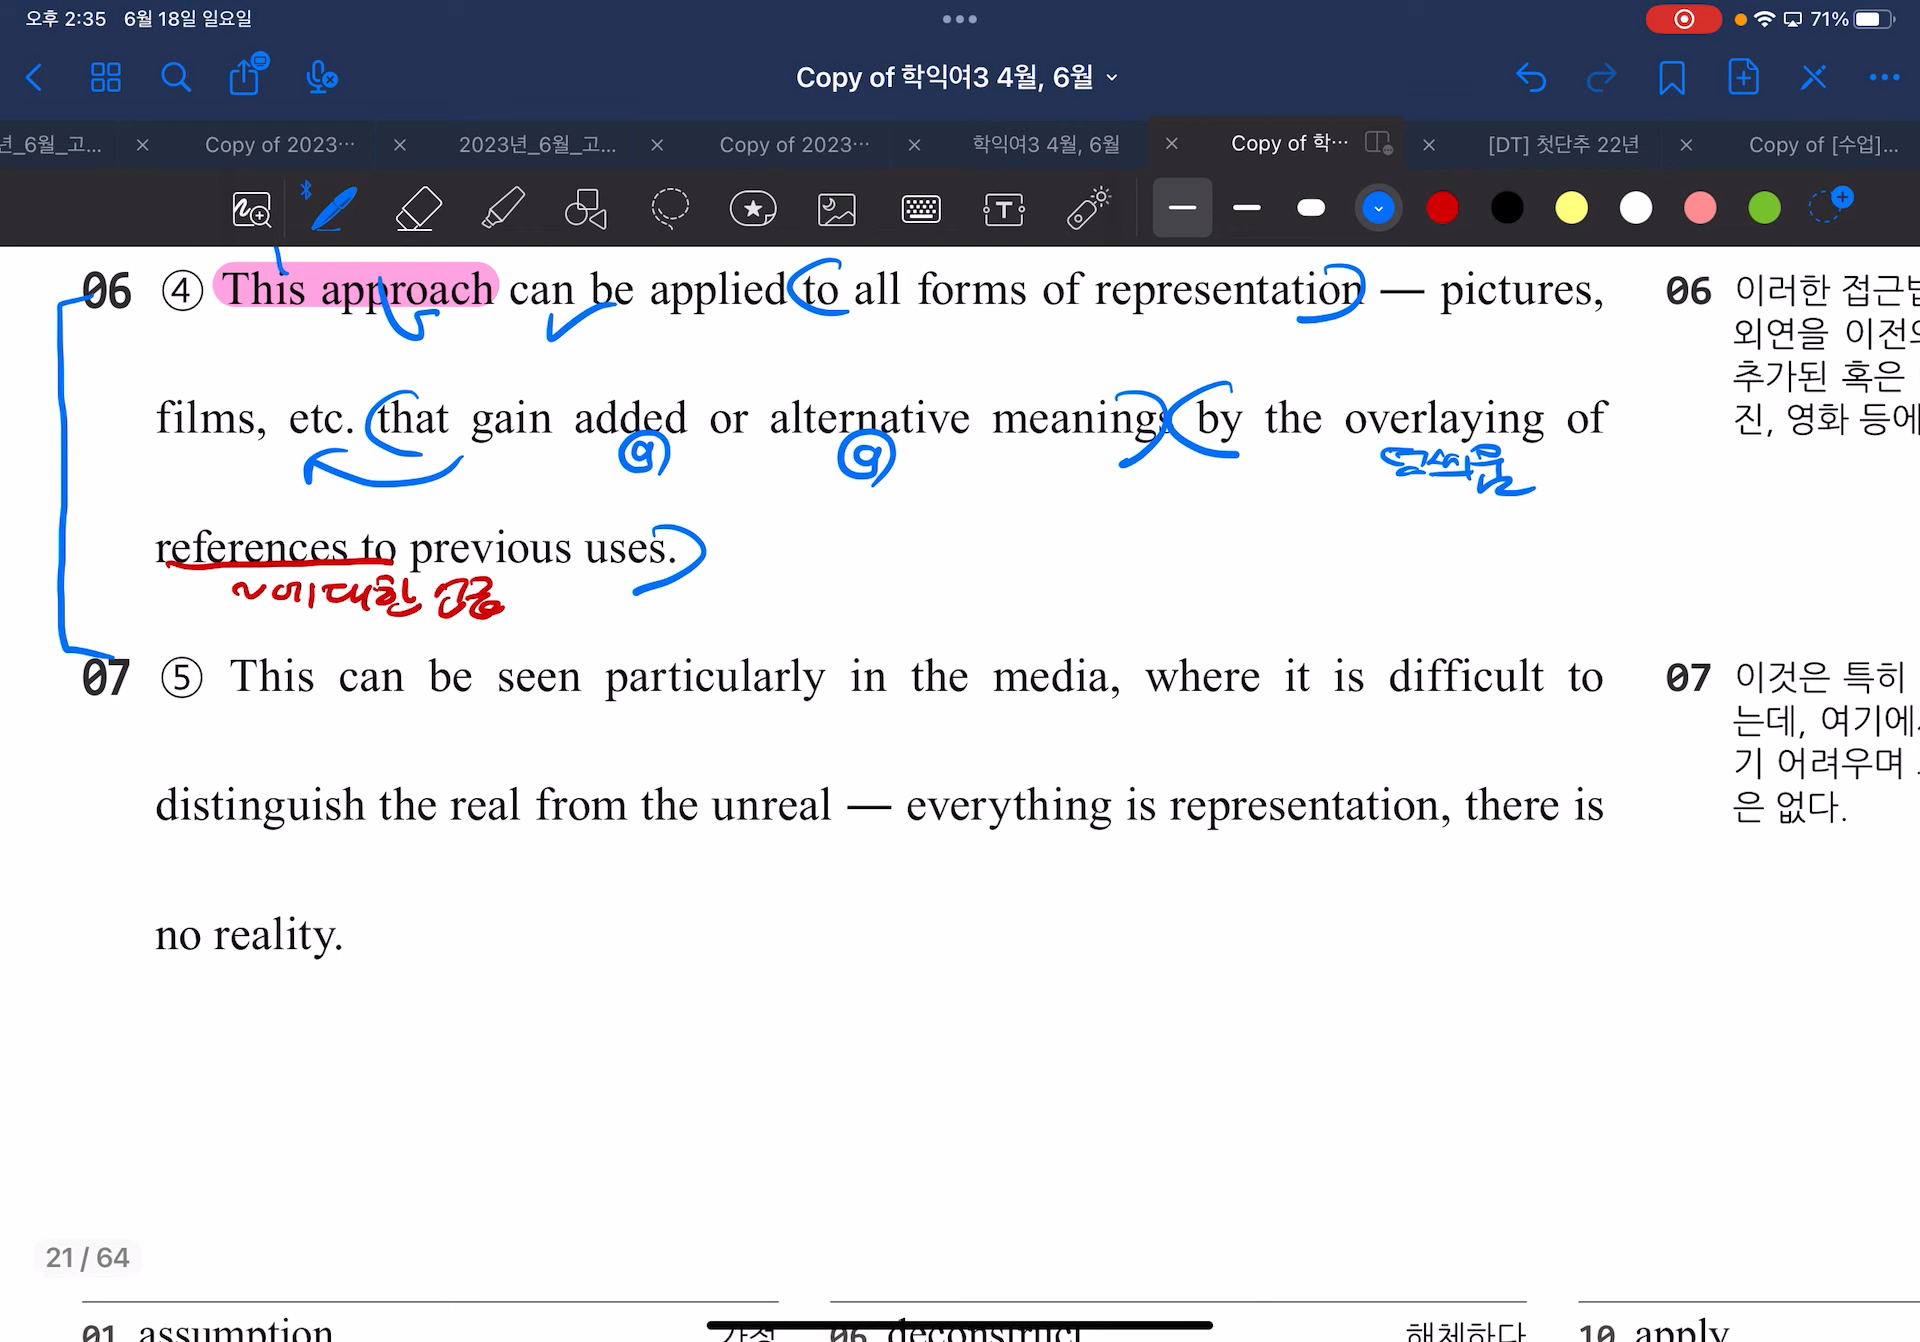 오후 2:35 6월 18일 일요일
71%
Copy of 학익여3 4월, 6월
년_6월_고...
Copy of 2023...
2023년_6월_고...
Copy of 2023...
학익여3 4월, 6월
Copy of 학...
[DT] 첫단추 22년
Copy of [수업]...
06 ④ This approach can be applied to all forms of representation — pictures,
films, etc. that gain added or alternative meanings by the overlaying of
ⓐ ⓐ 덧씌움
references to previous uses.
~에 대한 언급
07 ⑤ This can be seen particularly in the media, where it is difficult to
distinguish the real from the unreal — everything is representation, there is
no reality.
06 이러한 접근법
외연을 이전의
추가된 혹은
진, 영화 등에
07 이것은 특히
는데, 여기에서
기 어려우며
은 없다.
21 / 64
01 assumption 가정
06 deconstruct 해체하다
10 apply